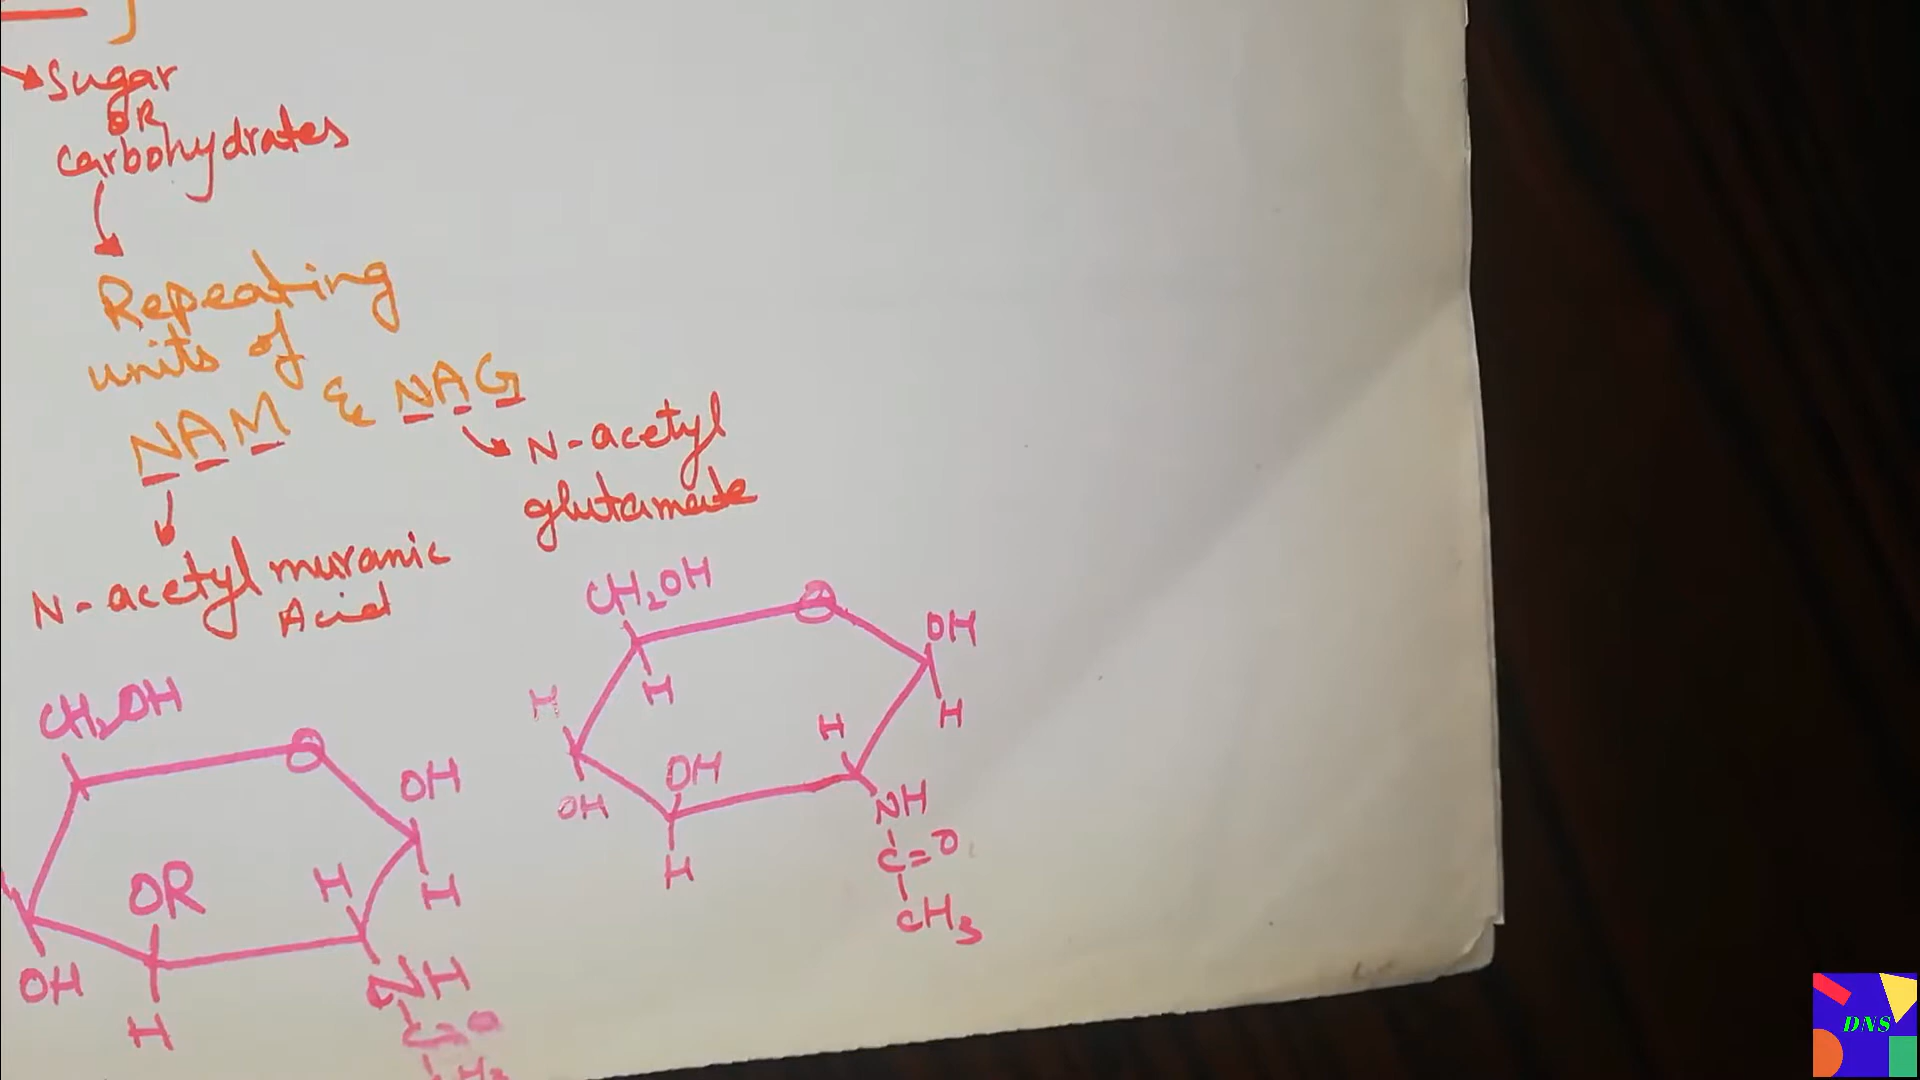 Sugar
OR
carbohydrates
Repeating
units of
NAM & NAG
N-acetyl
glutamate
N-acetyl muramic
Acid
CH₂OH
O
OH
H
H
H
H
OH
OH
H
NH
C=O
CH₃
CH₂OH
O
OH
OR
H
H
OH
H
NH
C=O
DNS